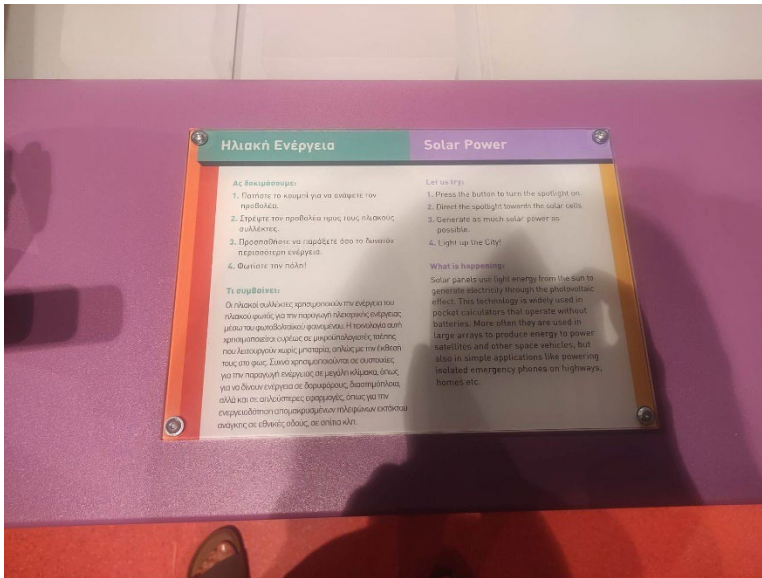 Ηλιακή Ενέργεια
Ας δοκιμάσουμε:
1. Πατήστε το κουμπί για να ανάψετε τον
προβολέα.
2. Στρέψτε τον προβολέα προς τους ηλιακούς
συλλέκτες.
3. Προσπαθήστε να παράξετε όσο το δυνατόν
περισσότερη ενέργεια.
4. Φωτίστε την πόλη!
Τι συμβαίνει:
Οι ηλιακοί συλλέκτες χρησιμοποιούν την ενέργεια του
ηλιακού φωτός για την παραγωγή ηλεκτρικής ενέργειας
μέσω του φωτοβολταϊκού φαινομένου. Η τεχνολογία αυτή
χρησιμοποιείται ευρέως σε μικροϋπολογιστές τσέπης
που λειτουργούν χωρίς μπαταρία, απλώς με την έκθεσή
τους στο φως. Συχνά χρησιμοποιούνται σε συστοιχίες
για την παραγωγή ενέργειας σε μεγάλη κλίμακα, όπως
για να δίνουν ενέργεια σε δορυφόρους, διαστημόπλοια,
αλλά και σε απλούστερες εφαρμογές, όπως για την
ενεργειοδότηση απομακρυσμένων τηλεφώνων εκτάκτου
ανάγκης σε εθνικές οδούς, σε σπίτια κλπ.
Solar Power
Let us try:
1. Press the button to turn the spotlight on.
2. Direct the spotlight towards the solar cells.
3. Generate as much solar power as
possible.
4. Light up the City!
What is happening:
Solar panels use light energy from the sun to
generate electricity through the photovoltaic
effect. This technology is widely used in
pocket calculators that operate without
batteries. More often they are used in
large arrays to produce energy to power
satellites and other space vehicles, but
also in simple applications like powering
isolated emergency phones on highways,
homes etc.